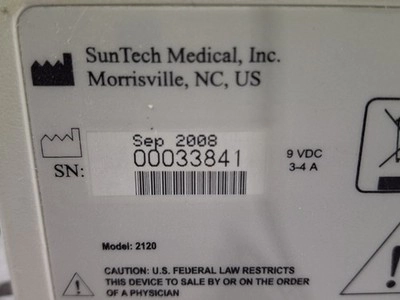 SunTech Medical, Inc.
Morrisville, NC, US
Sep 2008
SN: 00033841
9 VDC
3-4 A
Model: 2120
CAUTION: U.S. FEDERAL LAW RESTRICTS
THIS DEVICE TO SALE BY OR ON THE ORDER
OF A PHYSICIAN